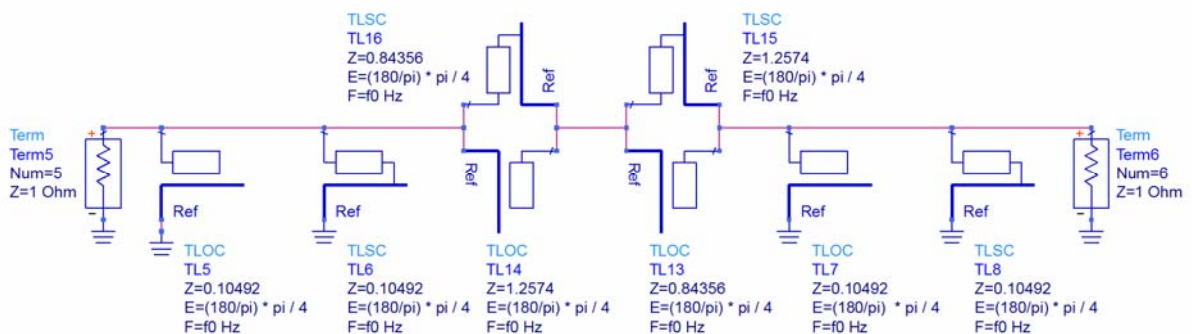 TLSC
TL16
Z=0.84356
E=(180/pi) * pi / 4
F=f0 Hz
Ref
Ref
TLSC
TL15
Z=1.2574
E=(180/pi) * pi / 4
F=f0 Hz
Term
Term5
Num=5
Z=1 Ohm
+
−
Ref
Ref
Ref
Ref
Ref
Ref
+
−
Term
Term6
Num=6
Z=1 Ohm
TLOC
TL5
Z=0.10492
E=(180/pi) * pi / 4
F=f0 Hz
TLSC
TL6
Z=0.10492
E=(180/pi) * pi / 4
F=f0 Hz
TLOC
TL14
Z=1.2574
E=(180/pi) * pi / 4
F=f0 Hz
TLOC
TL13
Z=0.84356
E=(180/pi) * pi / 4
F=f0 Hz
TLOC
TL7
Z=0.10492
E=(180/pi) * pi / 4
F=f0 Hz
TLSC
TL8
Z=0.10492
E=(180/pi) * pi / 4
F=f0 Hz